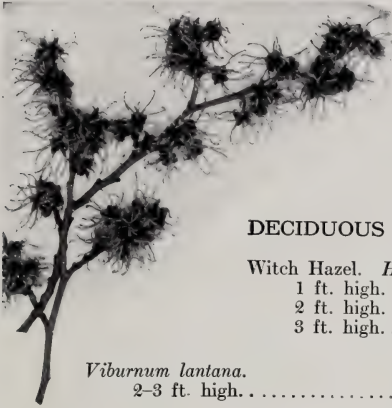 DECIDUOUS
Witch Hazel. H
1 ft. high.
2 ft. high.
3 ft. high.
Viburnum lantana.
2–3 ft. high. . . . . . . . . . . . . . . . .